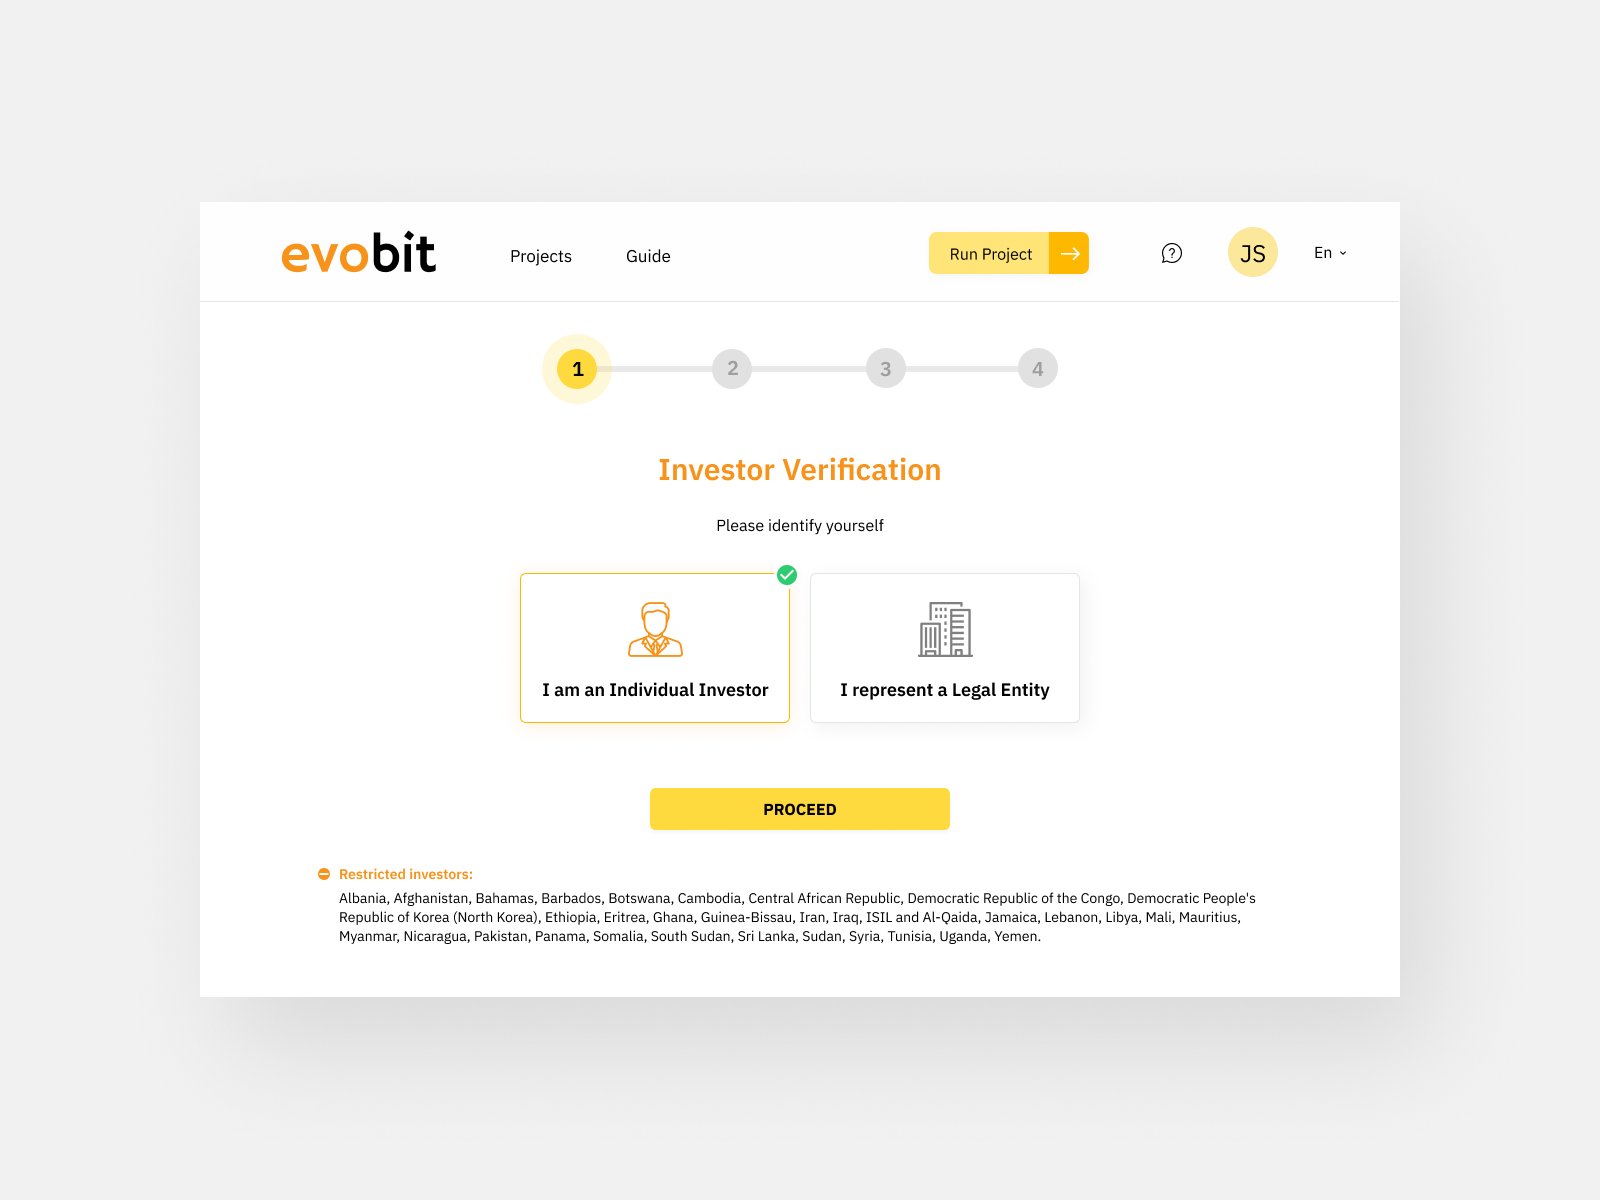 evobit
Projects
Guide
Run Project
?
JS
En
1
2
3
4
Investor Verification
Please identify yourself
I am an Individual Investor
I represent a Legal Entity
PROCEED
Restricted investors:
Albania, Afghanistan, Bahamas, Barbados, Botswana, Cambodia, Central African Republic, Democratic Republic of the Congo, Democratic People's
Republic of Korea (North Korea), Ethiopia, Eritrea, Ghana, Guinea-Bissau, Iran, Iraq, ISIL and Al-Qaida, Jamaica, Lebanon, Libya, Mali, Mauritius,
Myanmar, Nicaragua, Pakistan, Panama, Somalia, South Sudan, Sri Lanka, Sudan, Syria, Tunisia, Uganda, Yemen.